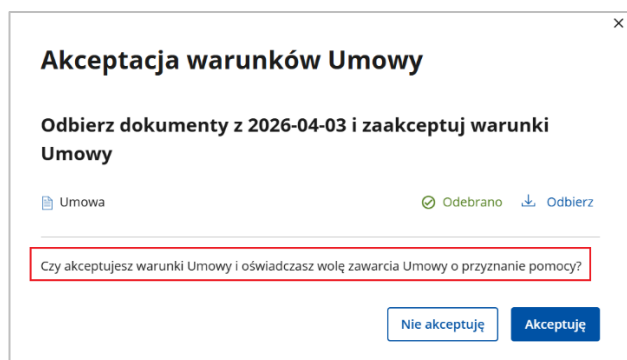 Akceptacja warunków Umowy
Odbierz dokumenty z 2026-04-03 i zaakceptuj warunki
Umowy
Umowa
Odebrano
Odbierz
Czy akceptujesz warunki Umowy i oświadczasz wolę zawarcia Umowy o przyznanie pomocy?
Nie akceptuję
Akceptuję